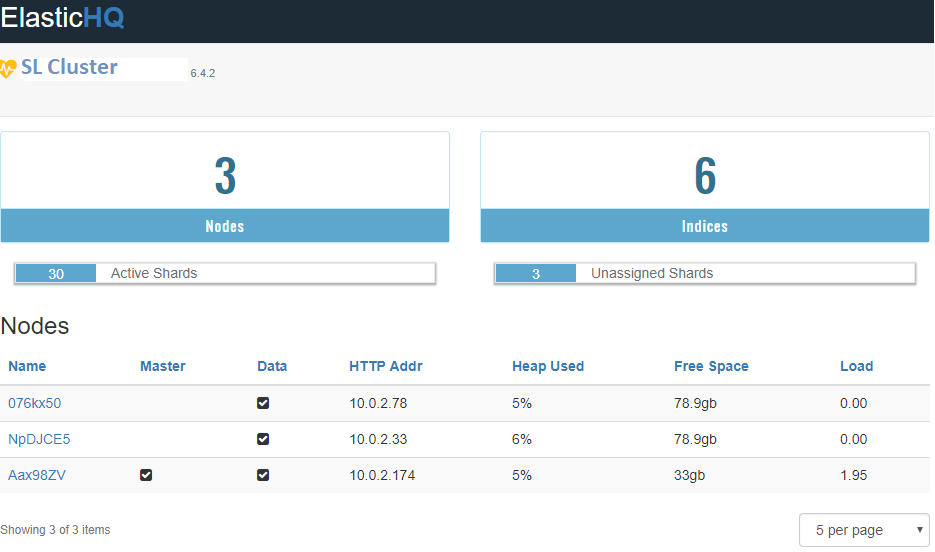 ElasticHQ
SL Cluster 6.4.2
3 6
Nodes Indices
30 Active Shards 3 Unassigned Shards
Nodes
Name Master Data HTTP Addr Heap Used Free Space Load
076kx50 10.0.2.78 5% 78.9gb 0.00
NpDJCE5 10.0.2.33 6% 78.9gb 0.00
Aax98ZV 10.0.2.174 5% 33gb 1.95
Showing 3 of 3 items 5 per page